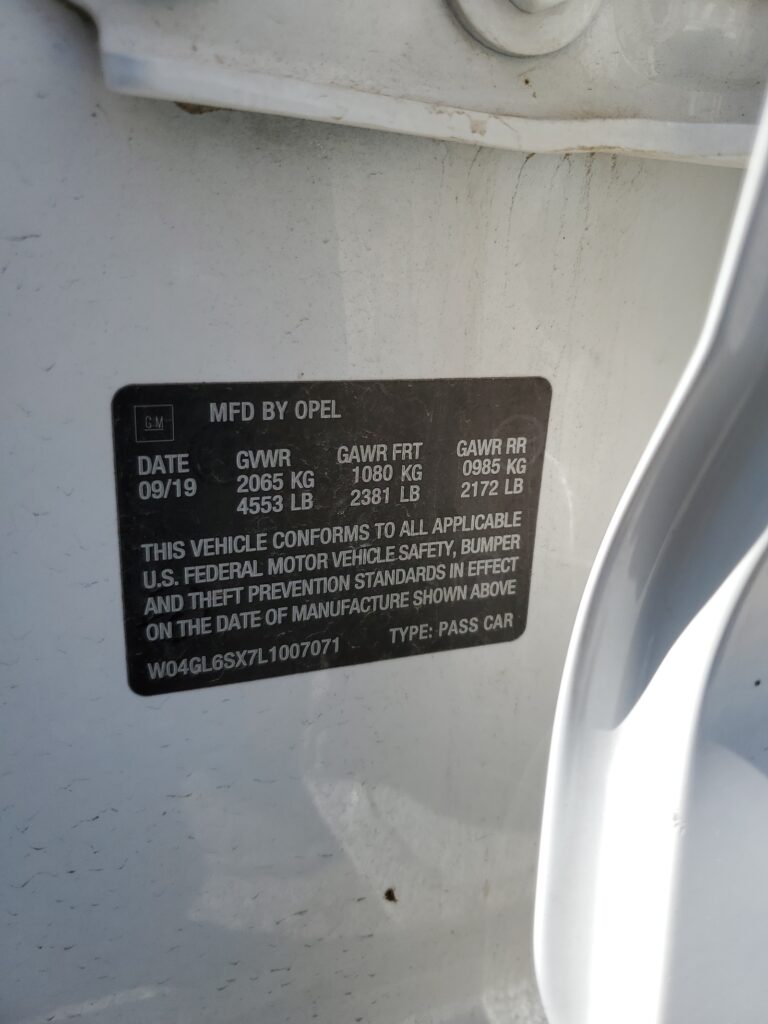 GM MFD BY OPEL
DATE GVWR GAWR FRT GAWR RR
09/19 2065 KG 1080 KG 0985 KG
4553 LB 2381 LB 2172 LB
THIS VEHICLE CONFORMS TO ALL APPLICABLE
U.S. FEDERAL MOTOR VEHICLE SAFETY, BUMPER
AND THEFT PREVENTION STANDARDS IN EFFECT
ON THE DATE OF MANUFACTURE SHOWN ABOVE
W04GL6SX7L1007071 TYPE: PASS CAR